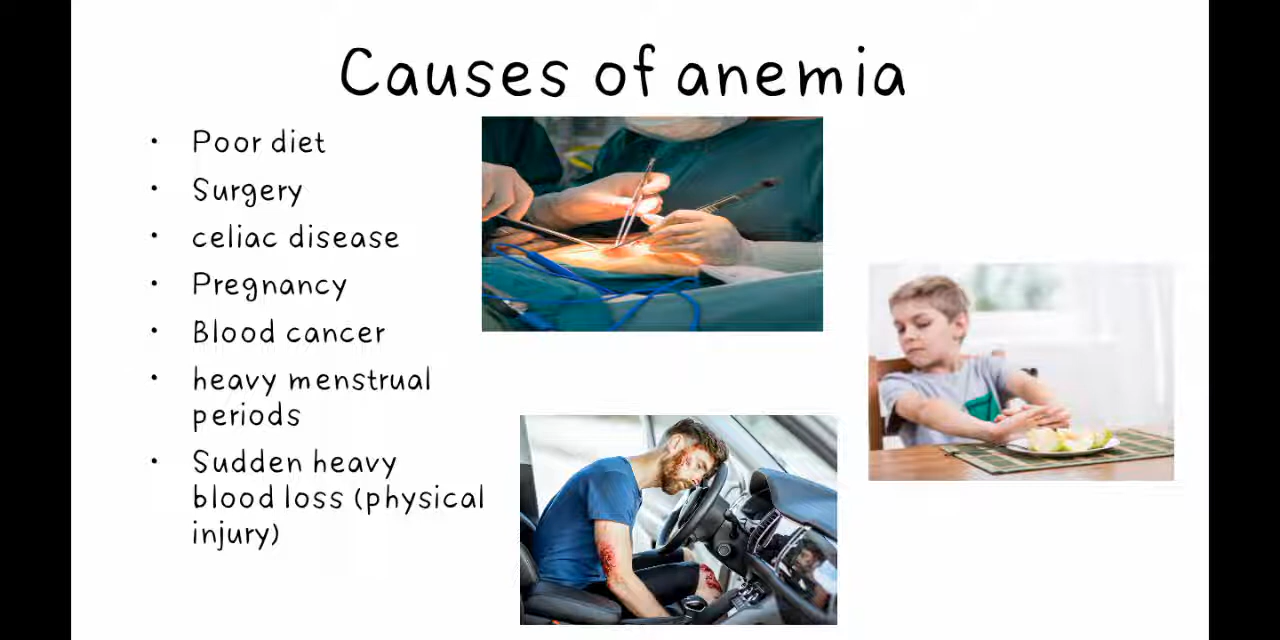 Causes of anemia
• Poor diet
• Surgery
• celiac disease
• Pregnancy
• Blood cancer
• heavy menstrual
periods
• Sudden heavy
blood loss (physical
injury)